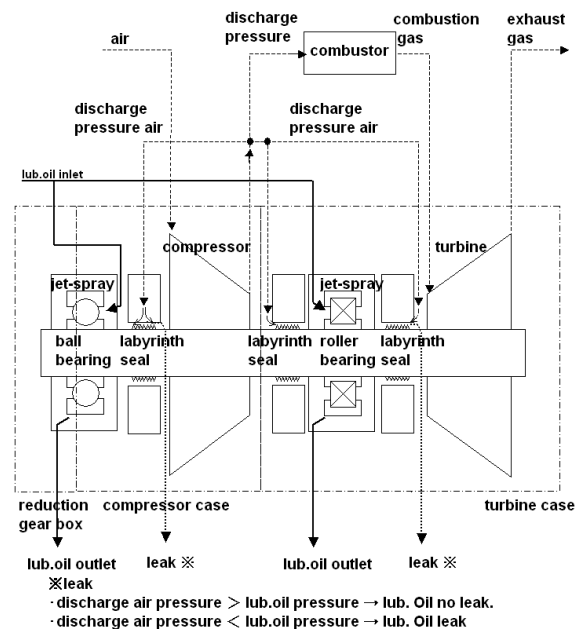 discharge
pressure
combustion
gas
exhaust
gas
air
combustor
discharge
pressure air
discharge
pressure air
lub.oil inlet
compressor
turbine
jet-spray
jet-spray
ball
bearing
labyrinth
seal
labyrinth
seal
roller
bearing
labyrinth
seal
reduction
gear box
compressor case
turbine case
lub.oil outlet
leak ※
lub.oil outlet
leak ※
※leak
·discharge air pressure > lub.oil pressure → lub. Oil no leak.
·discharge air pressure < lub.oil pressure → lub. Oil leak